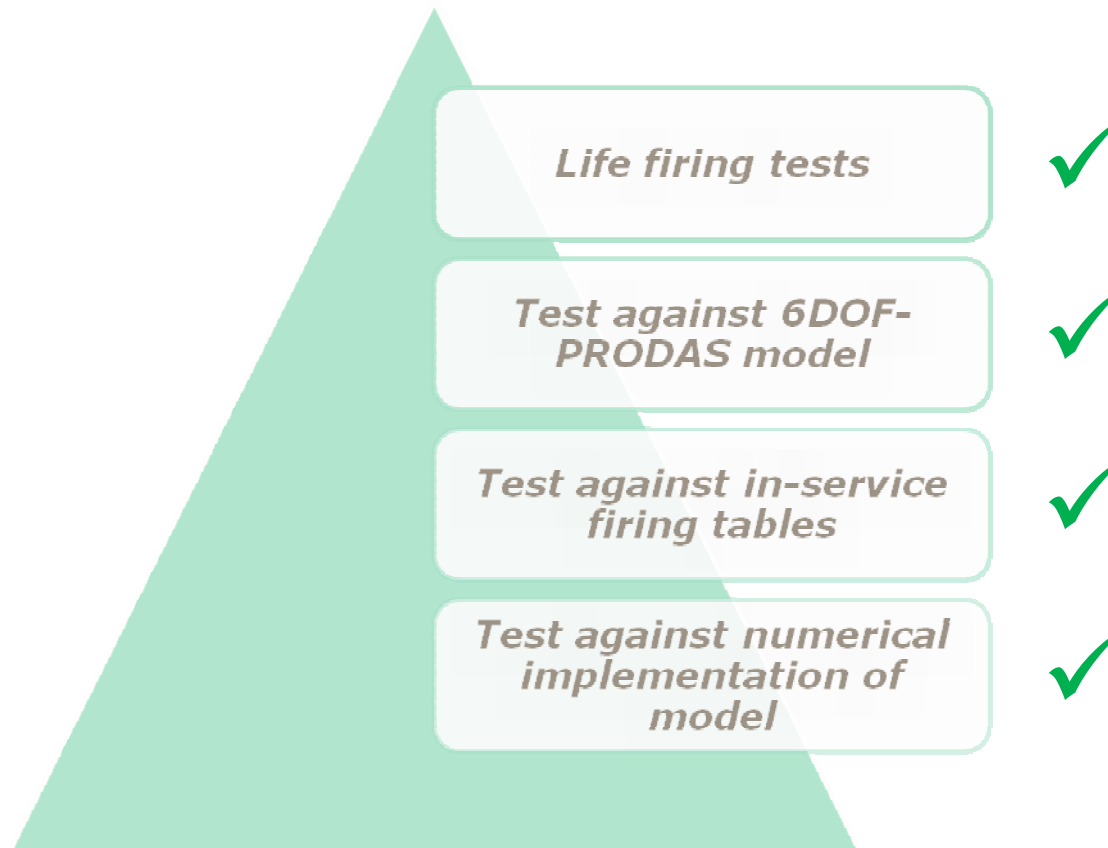 Life firing tests
Test against 6DOF-
PRODAS model
Test against in-service
firing tables
Test against numerical
implementation of
model